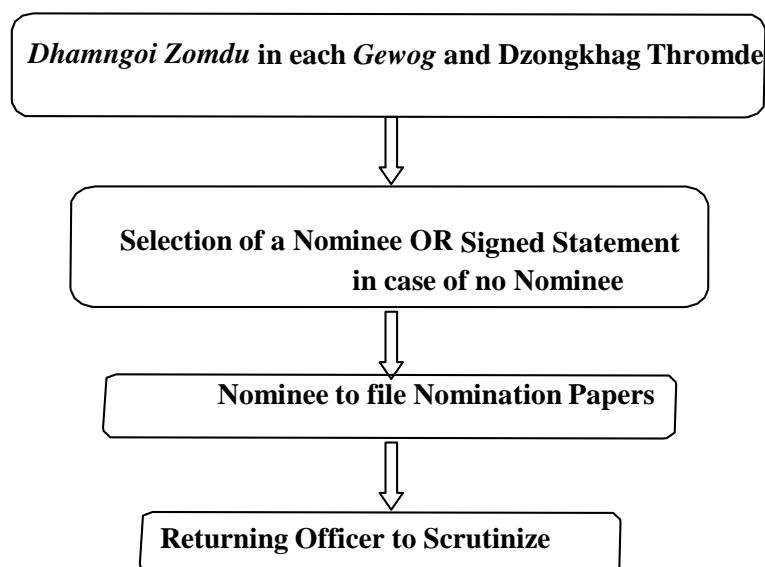 Dhamngoi Zomdu in each Gewog and Dzongkhag Thromde
Selection of a Nominee OR Signed Statement
in case of no Nominee
Nominee to file Nomination Papers
Returning Officer to Scrutinize